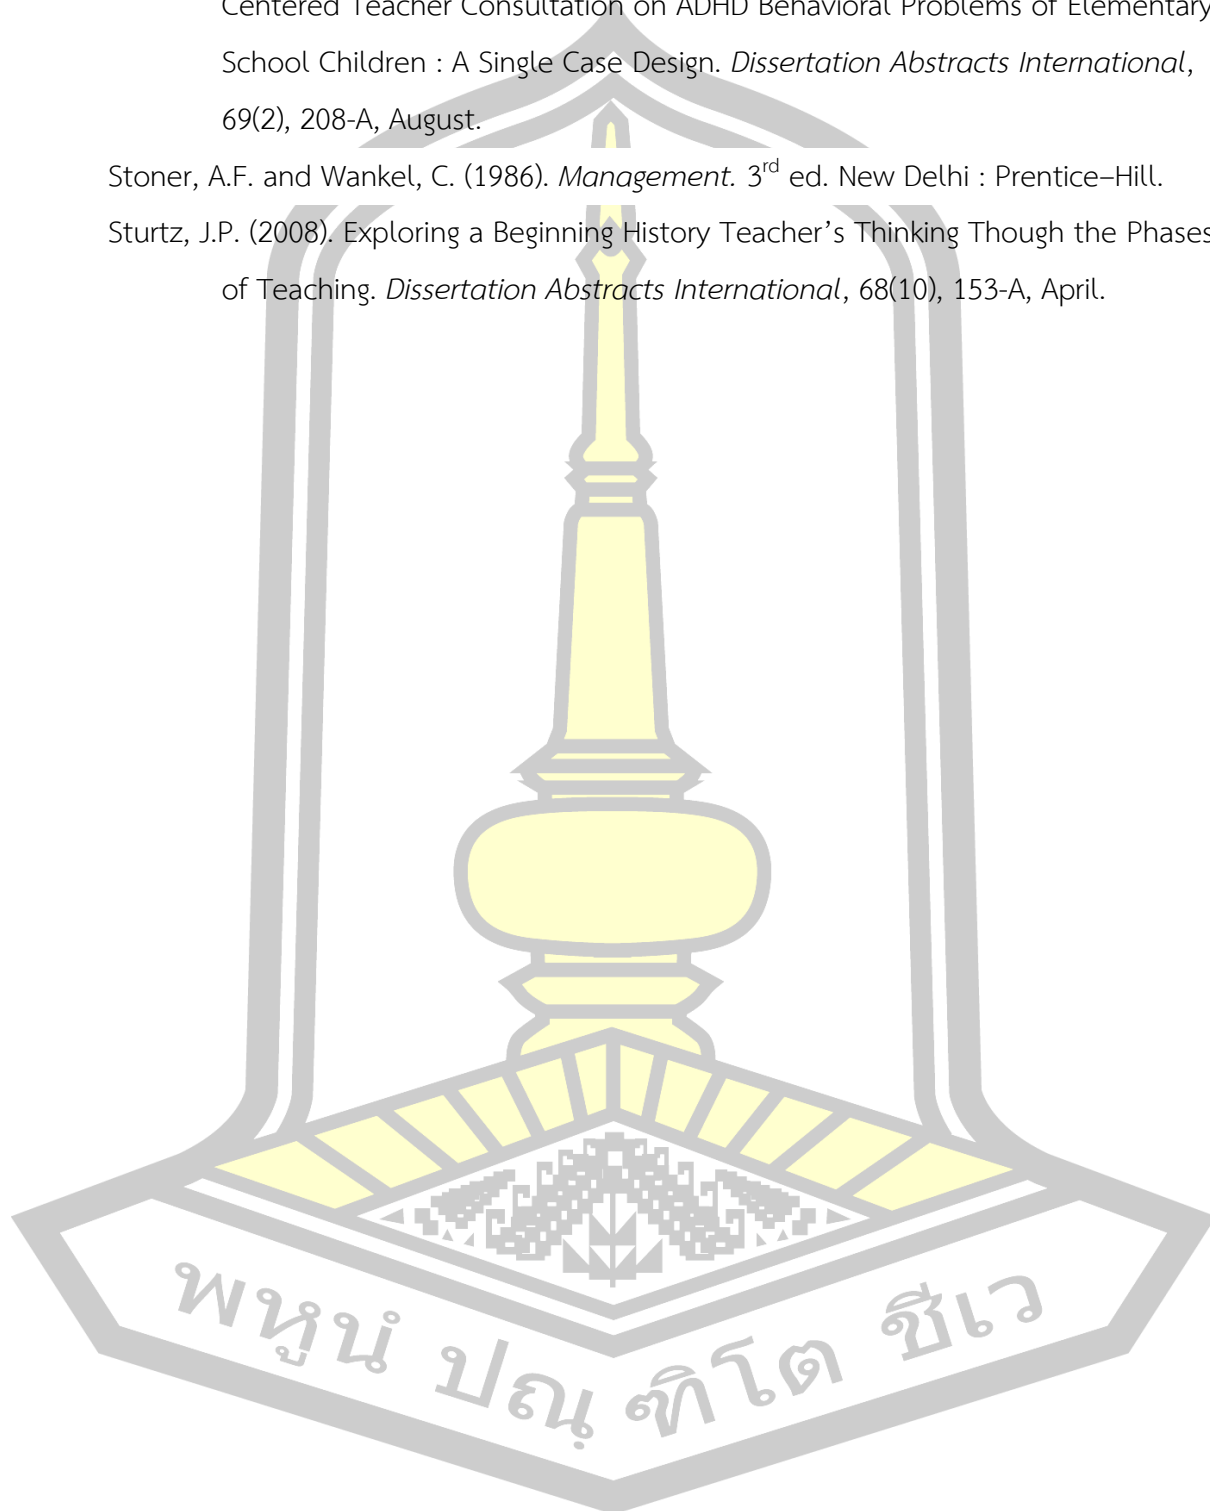 Centered Teacher Consultation on ADHD Behavioral Problems of Elementary
School Children : A Single Case Design. Dissertation Abstracts International,
69(2), 208-A, August.
Stoner, A.F. and Wankel, C. (1986). Management. 3rd ed. New Delhi : Prentice–Hill.
Sturtz, J.P. (2008). Exploring a Beginning History Teacher’s Thinking Though the Phases
of Teaching. Dissertation Abstracts International, 68(10), 153-A, April.
พหูนํ ปณฺฑิโต ชีเว